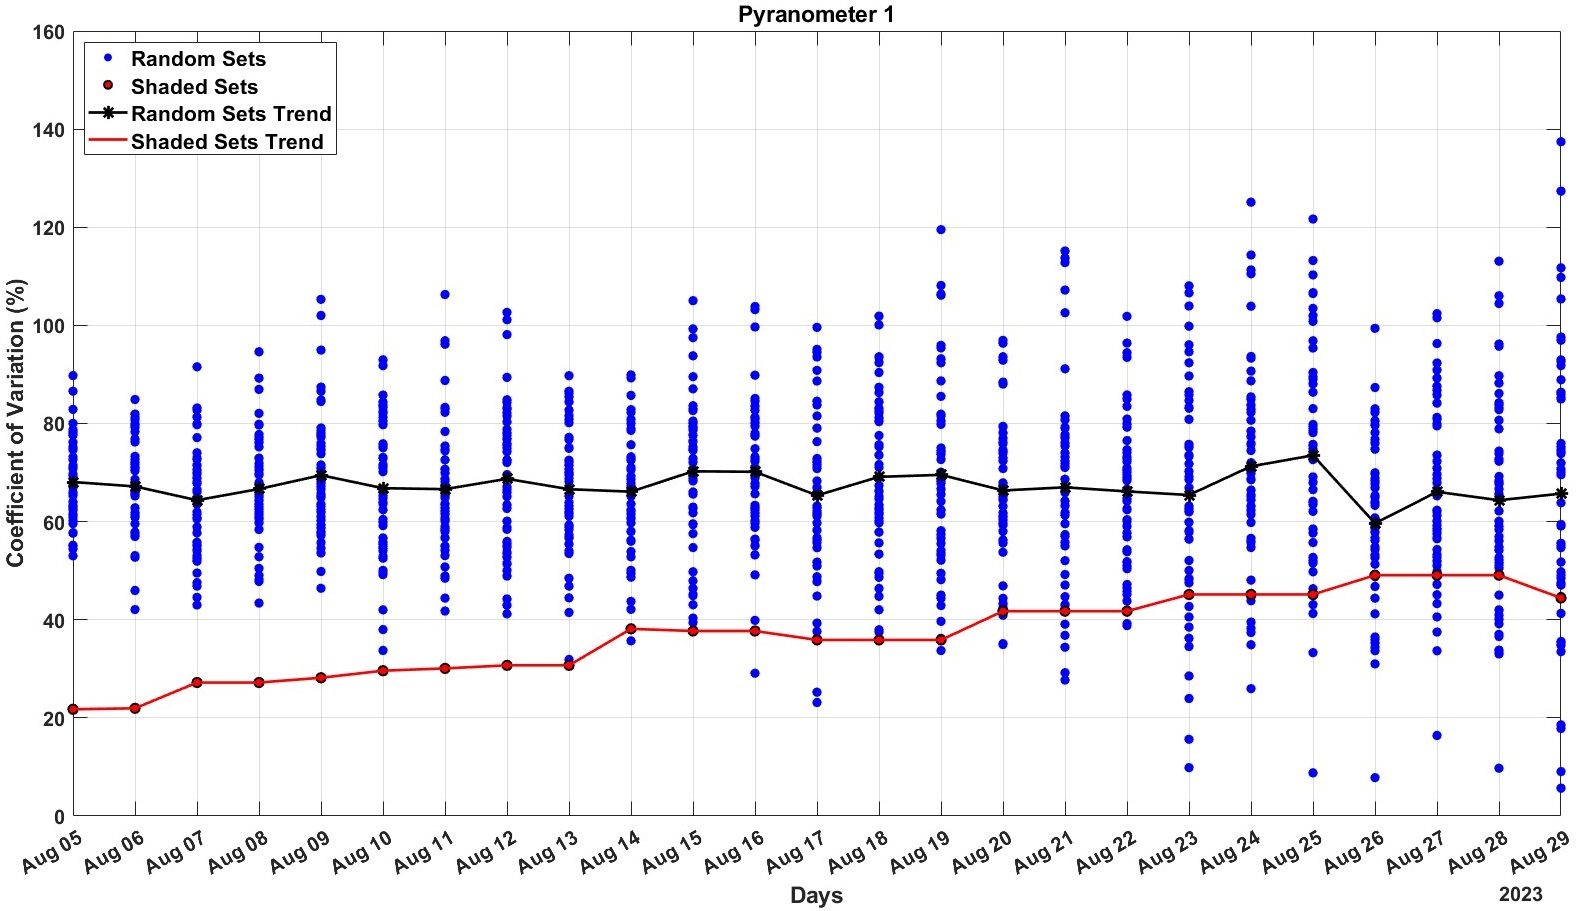 Pyranometer 1
160
140
120
100
80
60
40
20
0
Coefficient of Variation (%)
Random Sets
Shaded Sets
Random Sets Trend
Shaded Sets Trend
Aug 05
Aug 06
Aug 07
Aug 08
Aug 09
Aug 10
Aug 11
Aug 12
Aug 13
Aug 14
Aug 15
Aug 16
Aug 17
Aug 18
Aug 19
Aug 20
Aug 21
Aug 22
Aug 23
Aug 24
Aug 25
Aug 26
Aug 27
Aug 28
Aug 29
Days
2023